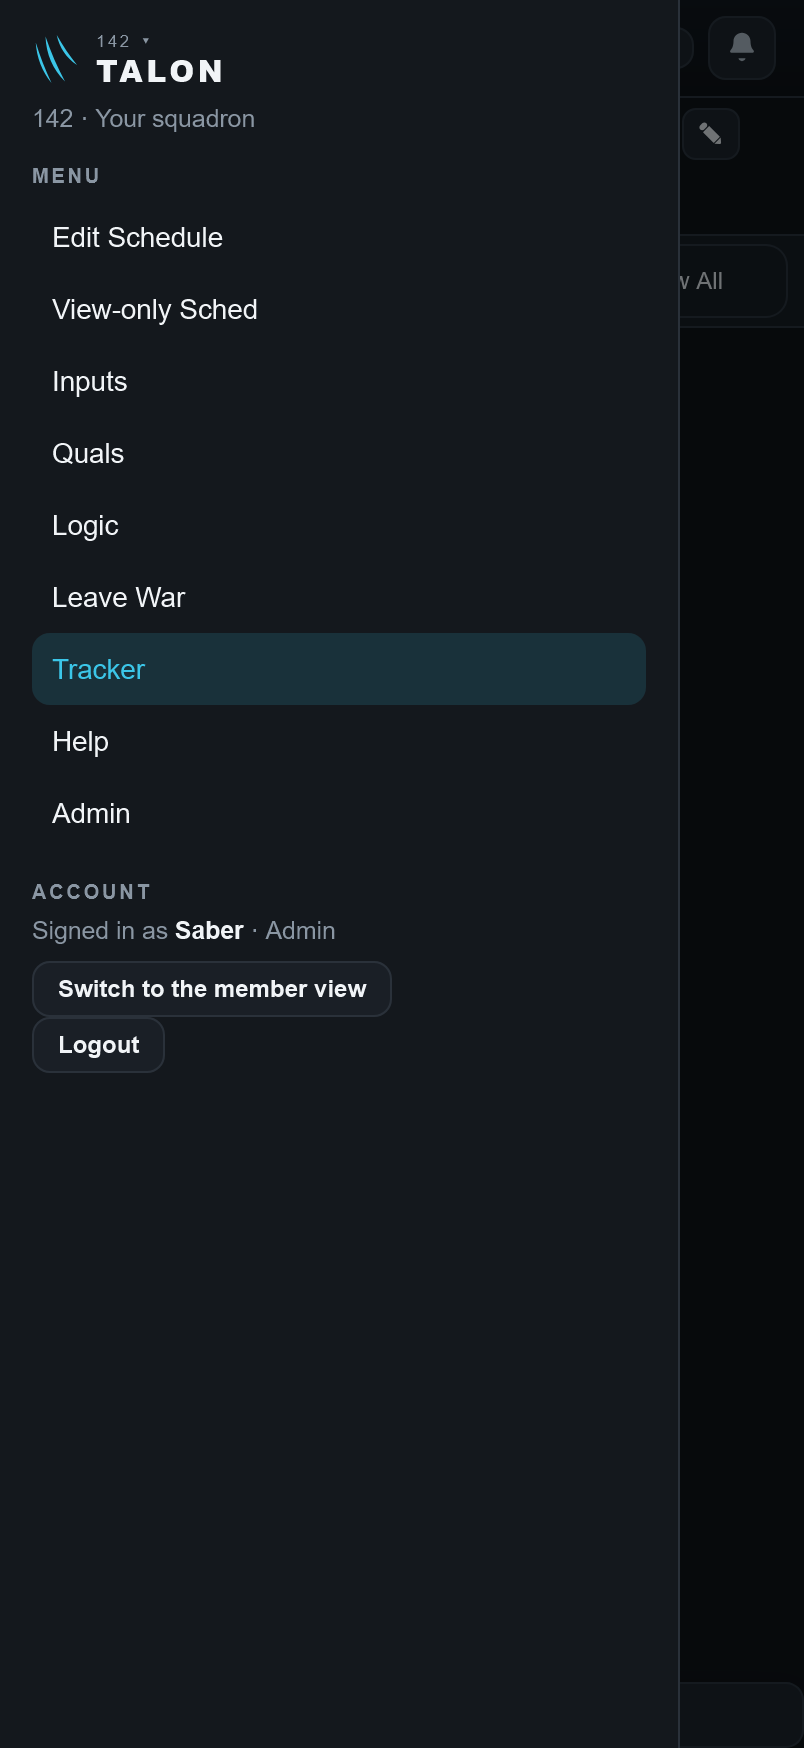 142 ▾
TALON
142 · Your squadron
MENU
Edit Schedule
View-only Sched
Inputs
Quals
Logic
Leave War
Tracker
Help
Admin
ACCOUNT
Signed in as Saber · Admin
Switch to the member view
Logout
All